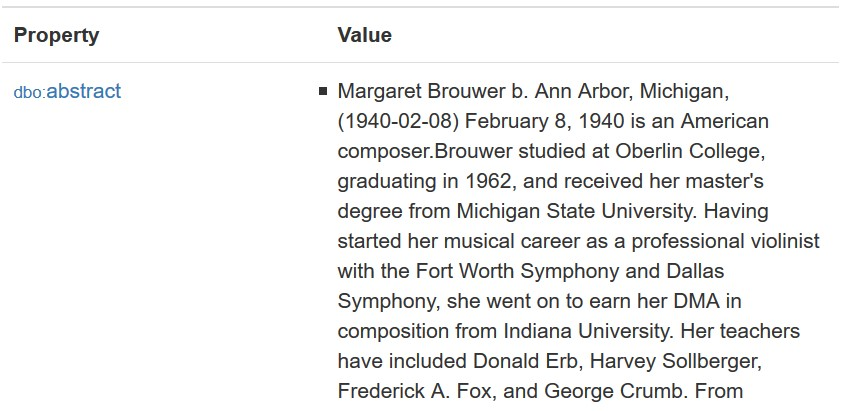 Property Value
dbo:abstract ▪ Margaret Brouwer b. Ann Arbor, Michigan,
(1940-02-08) February 8, 1940 is an American
composer.Brouwer studied at Oberlin College,
graduating in 1962, and received her master's
degree from Michigan State University. Having
started her musical career as a professional violinist
with the Fort Worth Symphony and Dallas
Symphony, she went on to earn her DMA in
composition from Indiana University. Her teachers
have included Donald Erb, Harvey Sollberger,
Frederick A. Fox, and George Crumb. From